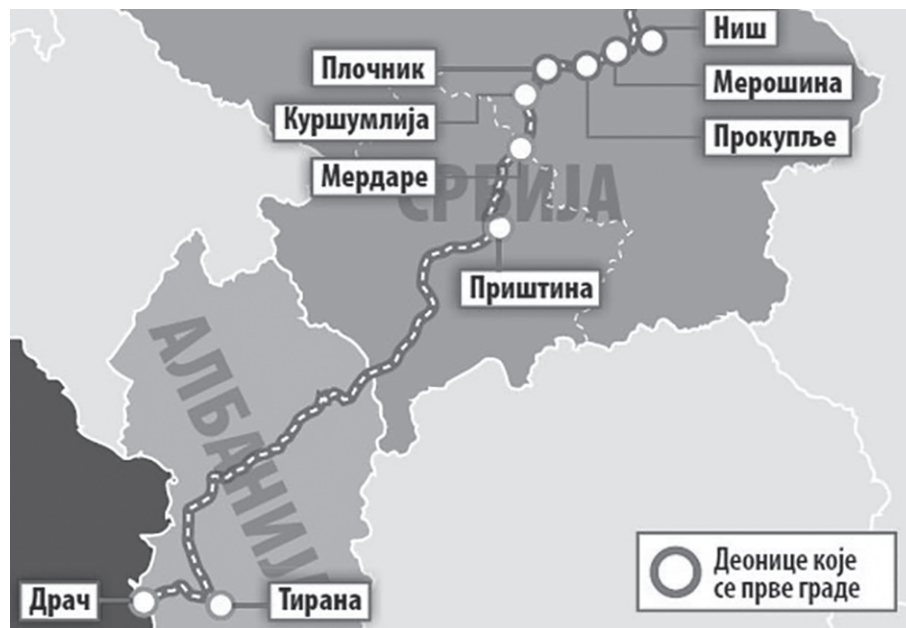 Ниш
Плочник
Мерошина
Куршумлија
Прокупље
Мердаре
СРБИЈА
Приштина
АЛБАНИЈА
Деонице које
се прве граде
Драч
Тирана